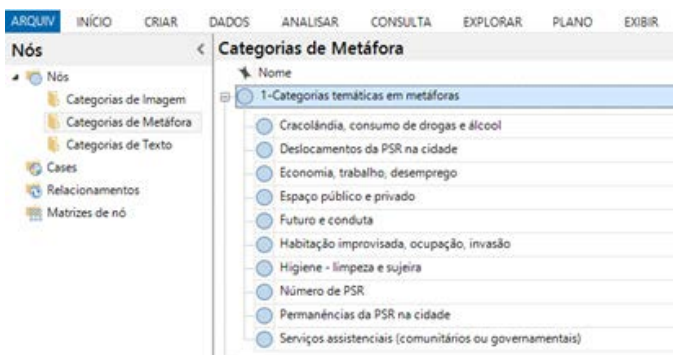 ARQUIV INÍCIO CRIAR DADOS ANALISAR CONSULTA EXPLORAR PLANO EXIBIR
Nós
Nós
Categorias de Imagem
Categorias de Metáfora
Categorias de Texto
Cases
Relacionamentos
Matrizes de nó
Categorias de Metáfora
Nome
1-Categorias temáticas em metáforas
Cracolândia, consumo de drogas e álcool
Deslocamentos da PSR na cidade
Economia, trabalho, desemprego
Espaço público e privado
Futuro e conduta
Habitação improvisada, ocupação, invasão
Higiene - limpeza e sujeira
Número de PSR
Permanências da PSR na cidade
Serviços assistenciais (comunitários ou governamentais)